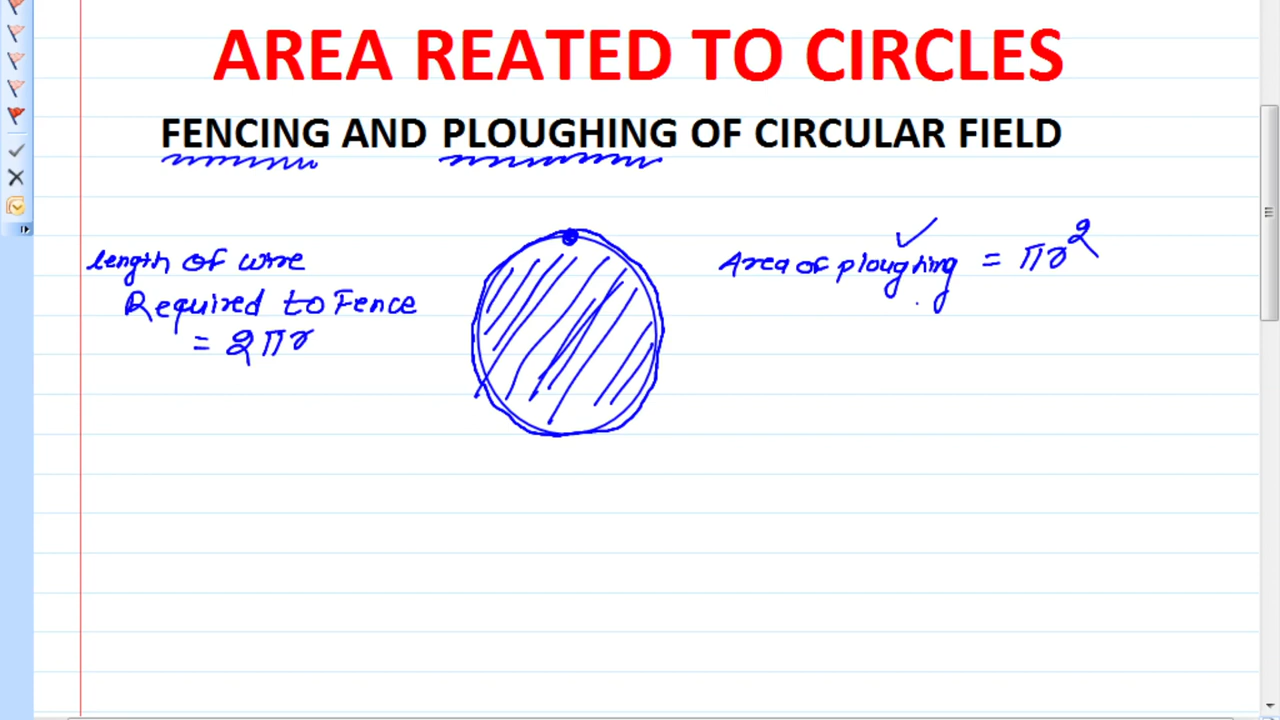 AREA REATED TO CIRCLES
FENCING AND PLOUGHING OF CIRCULAR FIELD
length of wire
Required to Fence
= 2πr
Area of ploughing = πr²